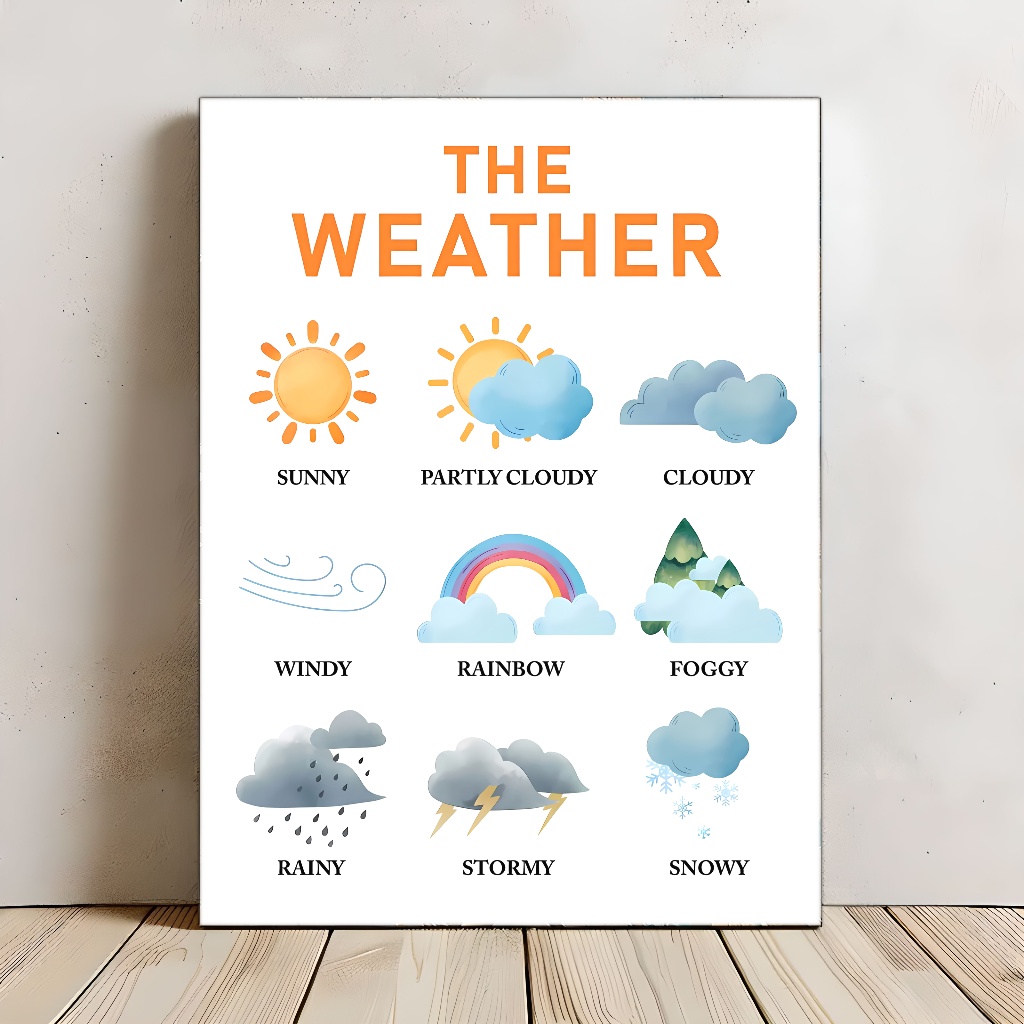 THE
WEATHER
SUNNY
PARTLY CLOUDY
CLOUDY
WINDY
RAINBOW
FOGGY
RAINY
STORMY
SNOWY